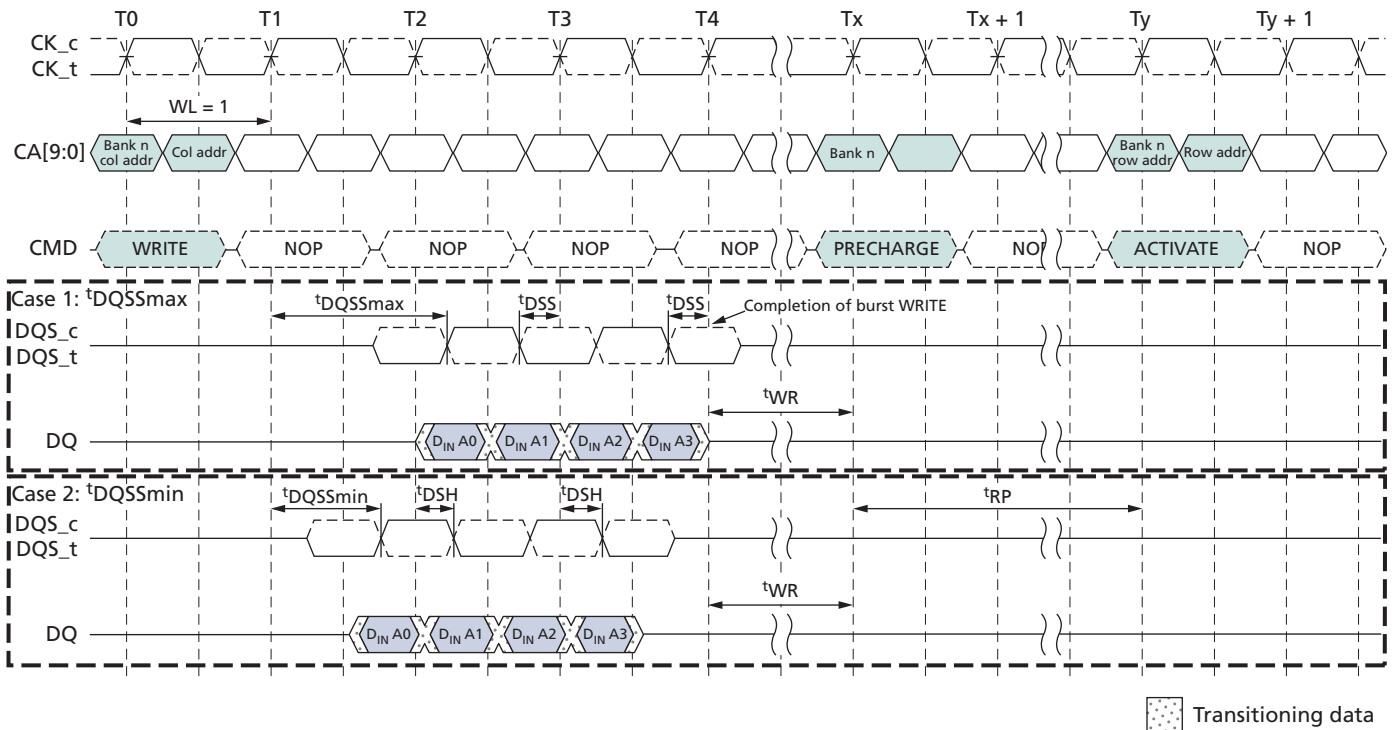 T0 T1 T2 T3 T4 Tx Tx + 1 Ty Ty + 1
CK_c
CK_t
WL = 1
CA[9:0] Bank n col addr Col addr Bank n Bank n row addr Row addr
CMD WRITE NOP NOP NOP NOP PRECHARGE NOP ACTIVATE NOP
Case 1: tDQSSmax
tDQSSmax tDSS tDSS Completion of burst WRITE
DQS_c
DQS_t
tWR
DQ DIN A0 DIN A1 DIN A2 DIN A3
Case 2: tDQSSmin
tDQSSmin tDSH tDSH tRP
DQS_c
DQS_t
tWR
DQ DIN A0 DIN A1 DIN A2 DIN A3
Transitioning data